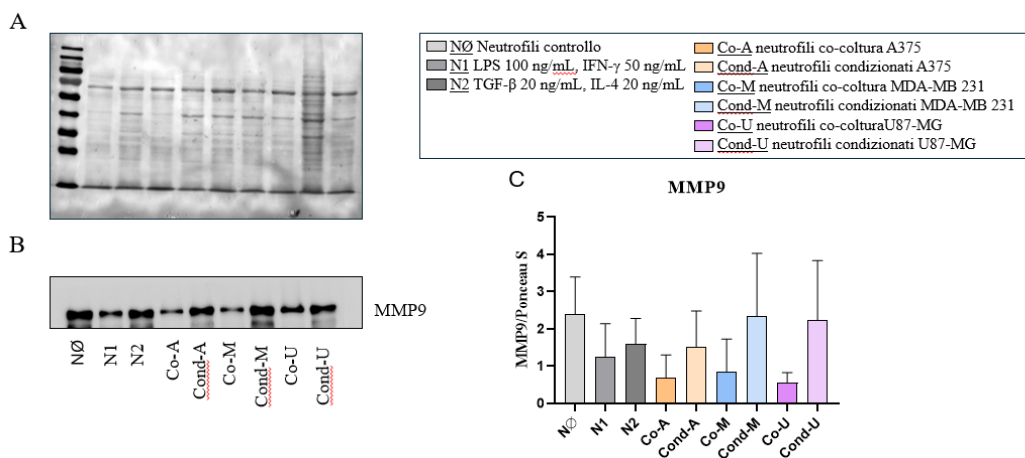 A
NØ Neutrofili controllo
N1 LPS 100 ng/mL, IFN-γ 50 ng/mL
N2 TGF-β 20 ng/mL, IL-4 20 ng/mL
Co-A neutrofili co-coltura A375
Cond-A neutrofili condizionati A375
Co-M neutrofili co-coltura MDA-MB 231
Cond-M neutrofili condizionati MDA-MB 231
Co-U neutrofili co-colturaU87-MG
Cond-U neutrofili condizionati U87-MG
B
MMP9
NØ
N1
N2
Co-A
Cond-A
Co-M
Cond-M
Co-U
Cond-U
C
MMP9
MMP9/Ponceau S
5
4
3
2
1
0
NØ
N1
N2
Co-A
Cond-A
Co-M
Cond-M
Co-U
Cond-U